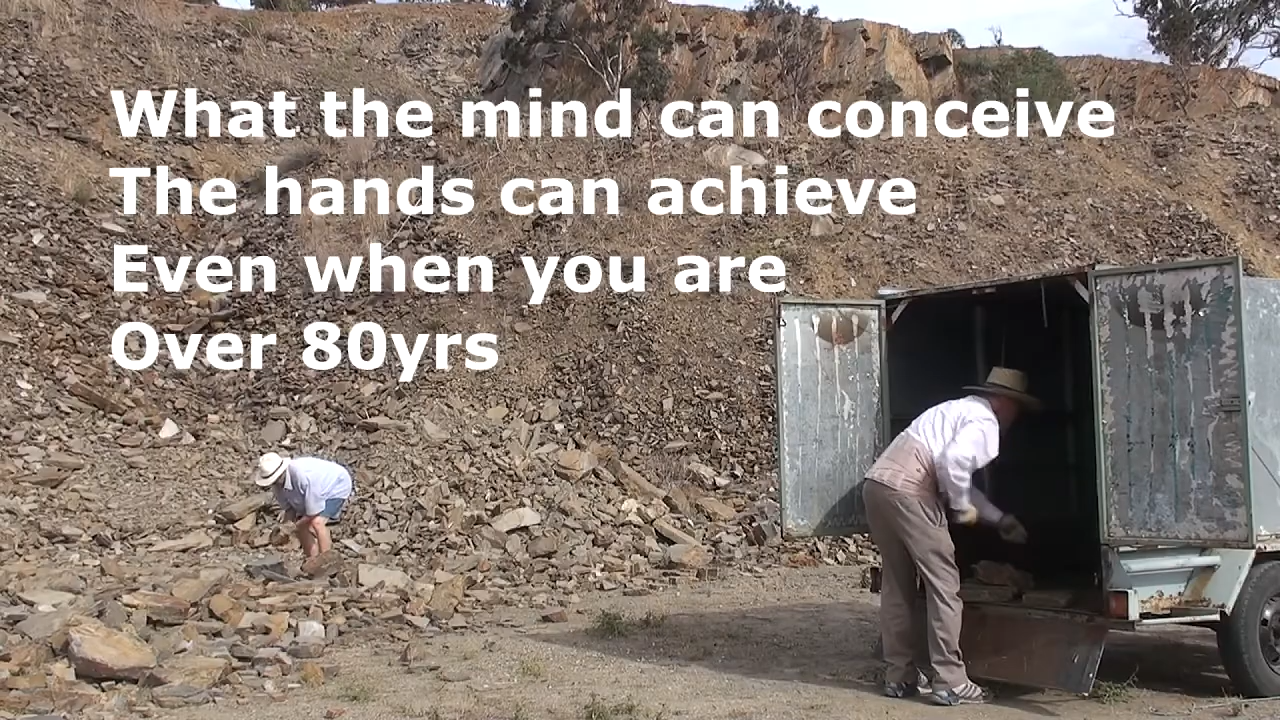 What the mind can conceive
The hands can achieve
Even when you are
Over 80yrs